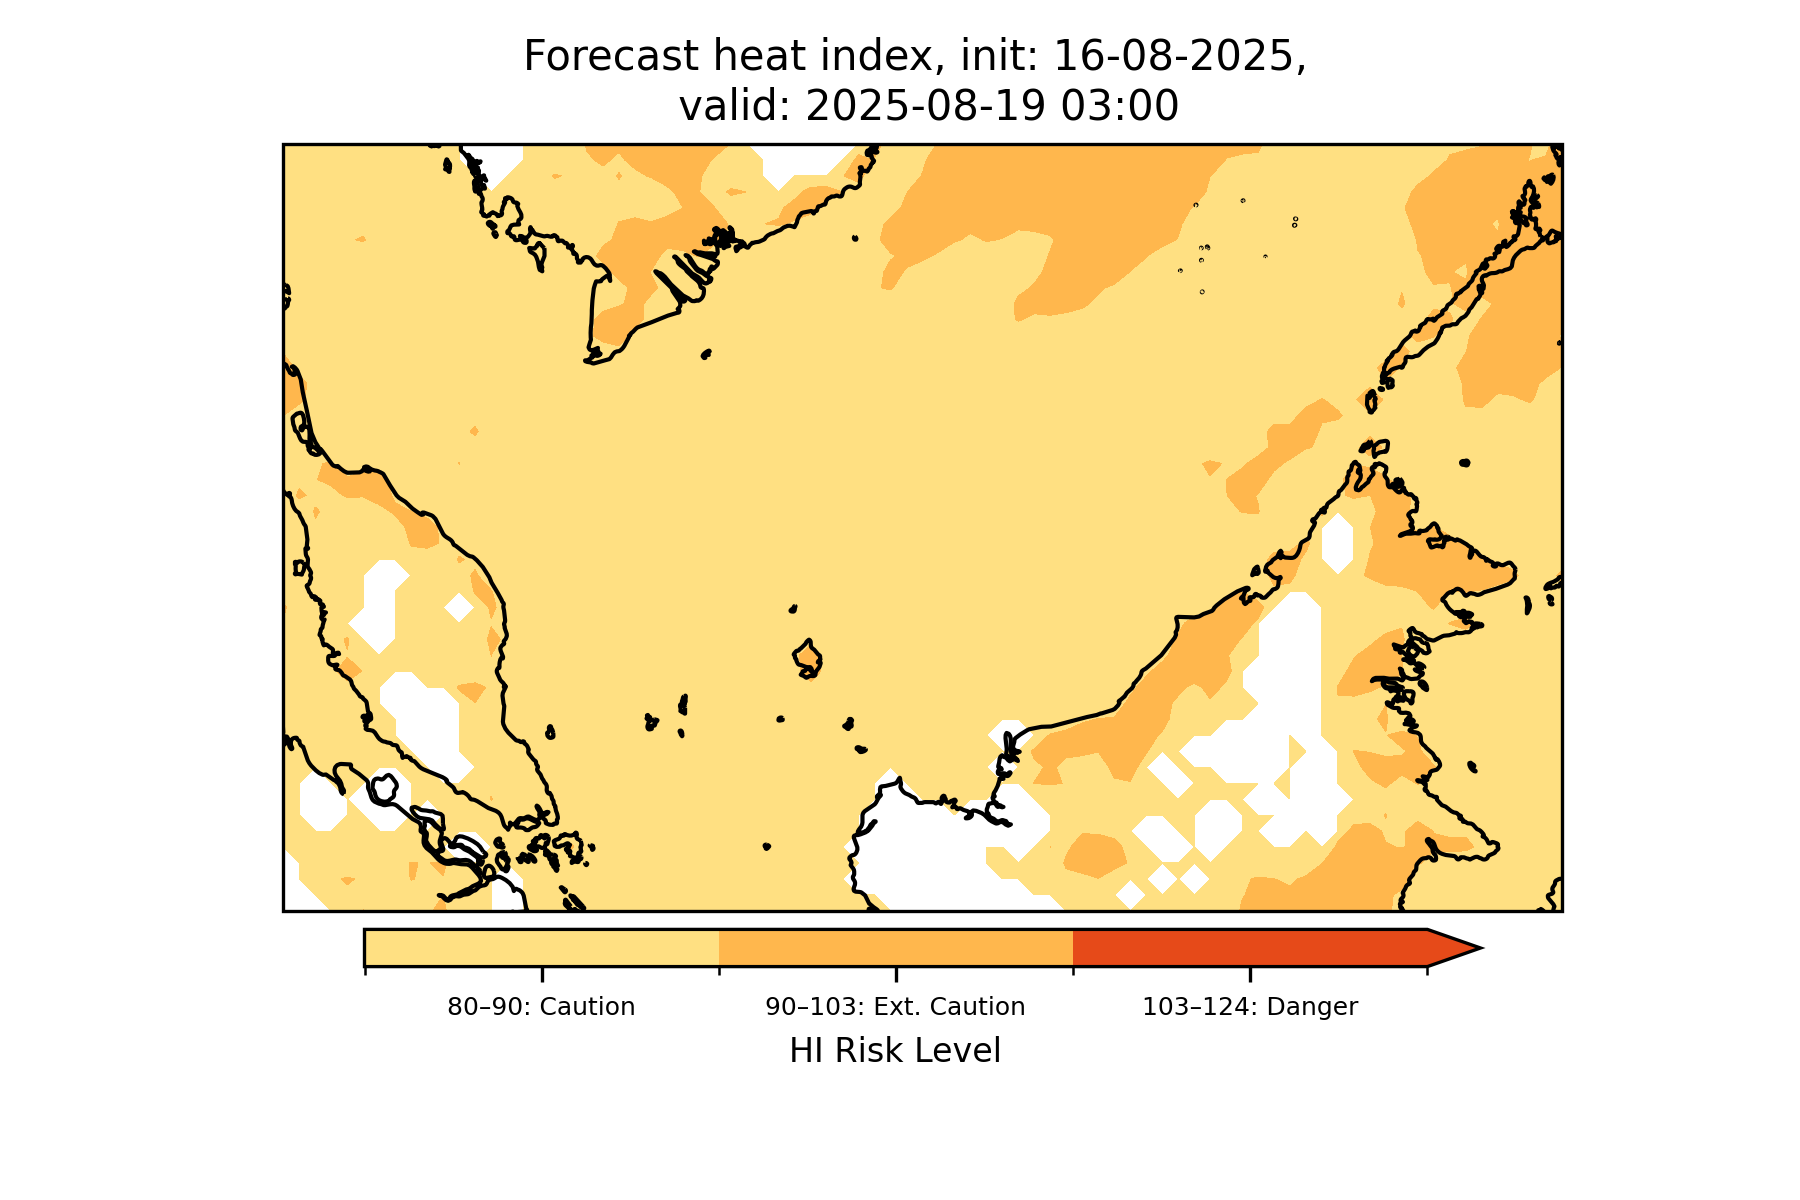 Forecast heat index, init: 16-08-2025,
valid: 2025-08-19 03:00
80–90: Caution
90–103: Ext. Caution
103–124: Danger
HI Risk Level